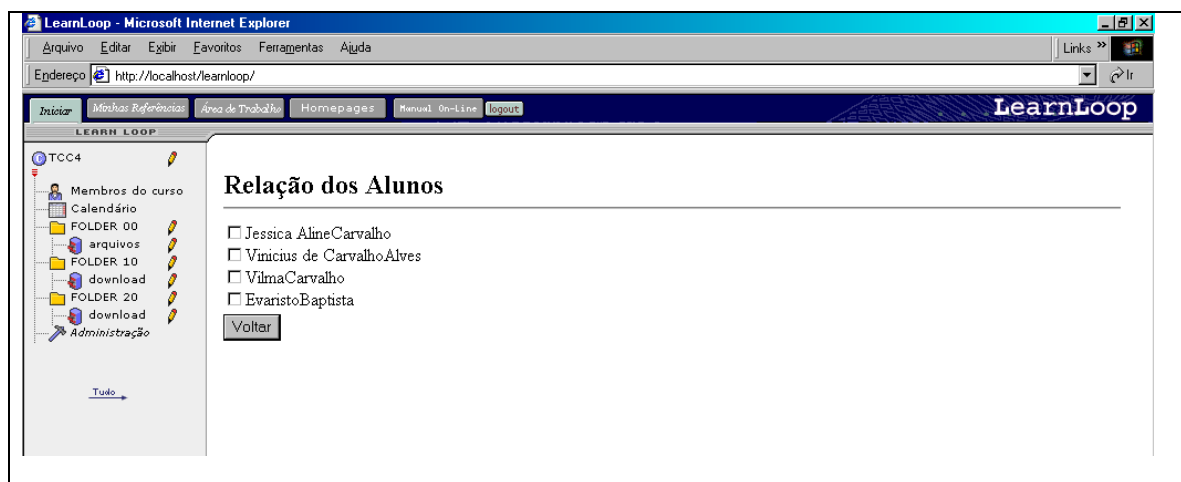 LearnLoop - Microsoft Internet Explorer
Arquivo Editar Exibir Favoritos Ferramentas Ajuda Links »
Endereço http://localhost/learnloop/ Ir
Iniciar Minhas Referências Área de Trabalho Homepages Manual On-Line logout LearnLoop
LEARN LOOP
TCC4
Membros do curso
Calendário
FOLDER 00
arquivos
FOLDER 10
download
FOLDER 20
download
Administração
Tudo
Relação dos Alunos
Jessica AlineCarvalho
Vinicius de CarvalhoAlves
VilmaCarvalho
EvaristoBaptista
Voltar